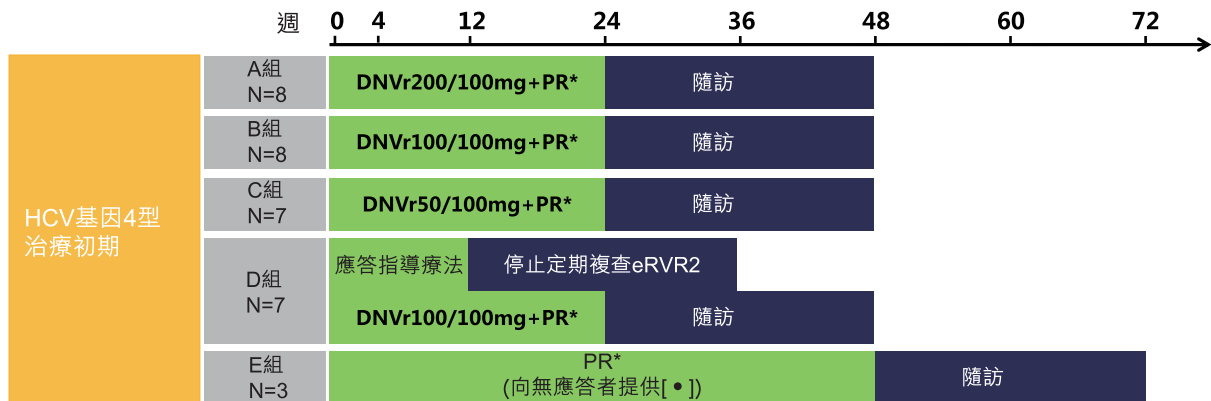 週 0 4 12 24 36 48 60 72
HCV基因4型
治療初期
A組
N=8
DNVr200/100mg+PR*
隨訪
B組
N=8
DNVr100/100mg+PR*
隨訪
C組
N=7
DNVr50/100mg+PR*
隨訪
D組
N=7
應答指導療法
停止定期複查eRVR2
DNVr100/100mg+PR*
隨訪
E組
N=3
PR*
(向無應答者提供[•])
隨訪